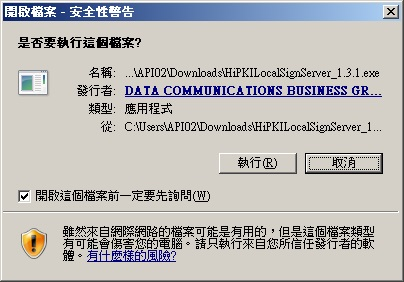 開啟檔案 - 安全性警告
是否要執行這個檔案?
名稱: ...\API02\Downloads\HiPKILocalSignServer_1.3.1.exe
發行者: DATA COMMUNICATIONS BUSINESS GR...
類型: 應用程式
從: C:\Users\API02\Downloads\HiPKILocalSignServer_1...
執行(R) 取消
開啟這個檔案前一定要先詢問(W)
雖然來自網際網路的檔案可能是有用的，但是這個檔案類型
有可能會傷害您的電腦。請只執行來自您所信任發行者的軟
體。有什麼樣的風險?